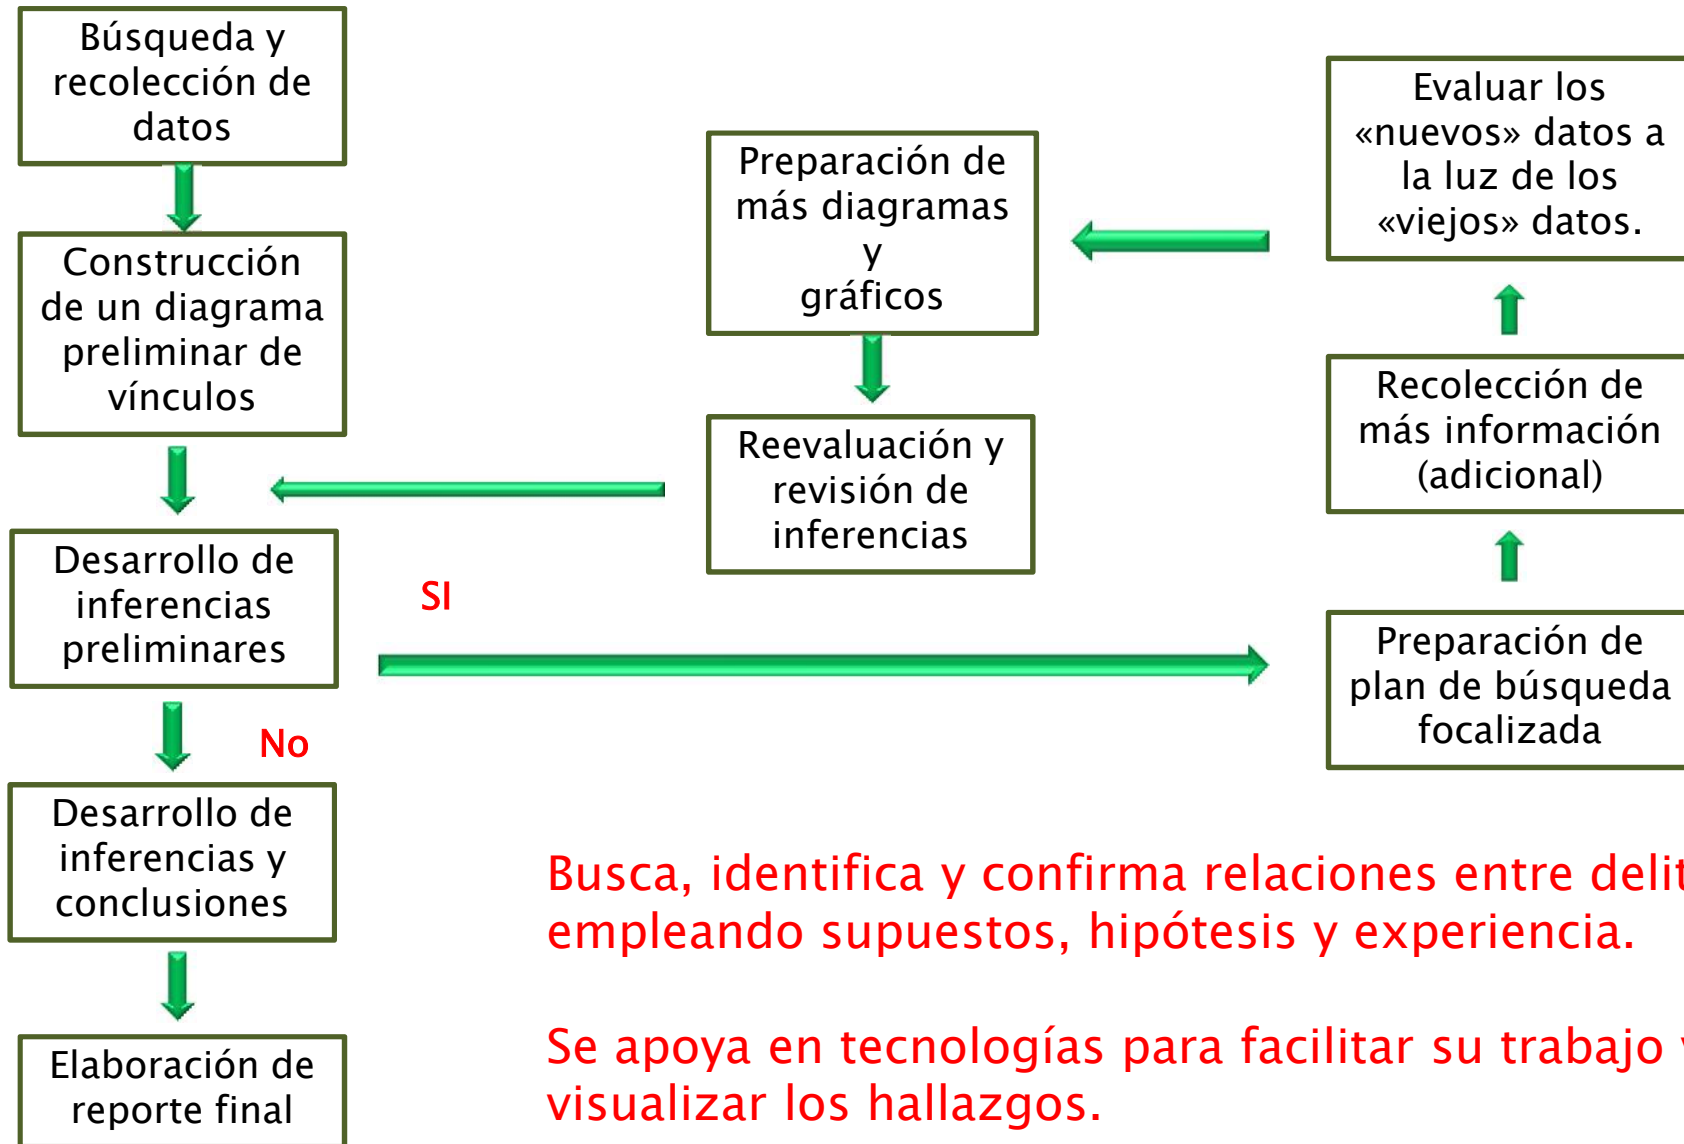 Búsqueda y
recolección de
datos
Construcción
de un diagrama
preliminar de
vínculos
Desarrollo de
inferencias
preliminares
No
Desarrollo de
inferencias y
conclusiones
Elaboración de
reporte final
SI
Preparación de
más diagramas
y
gráficos
Reevaluación y
revisión de
inferencias
Evaluar los
«nuevos» datos a
la luz de los
«viejos» datos.
Recolección de
más información
(adicional)
Preparación de
plan de búsqueda
focalizada
Busca, identifica y confirma relaciones entre
empleando supuestos, hipótesis y experiencia.
Se apoya en tecnologías para facilitar su trabajo
visualizar los hallazgos.